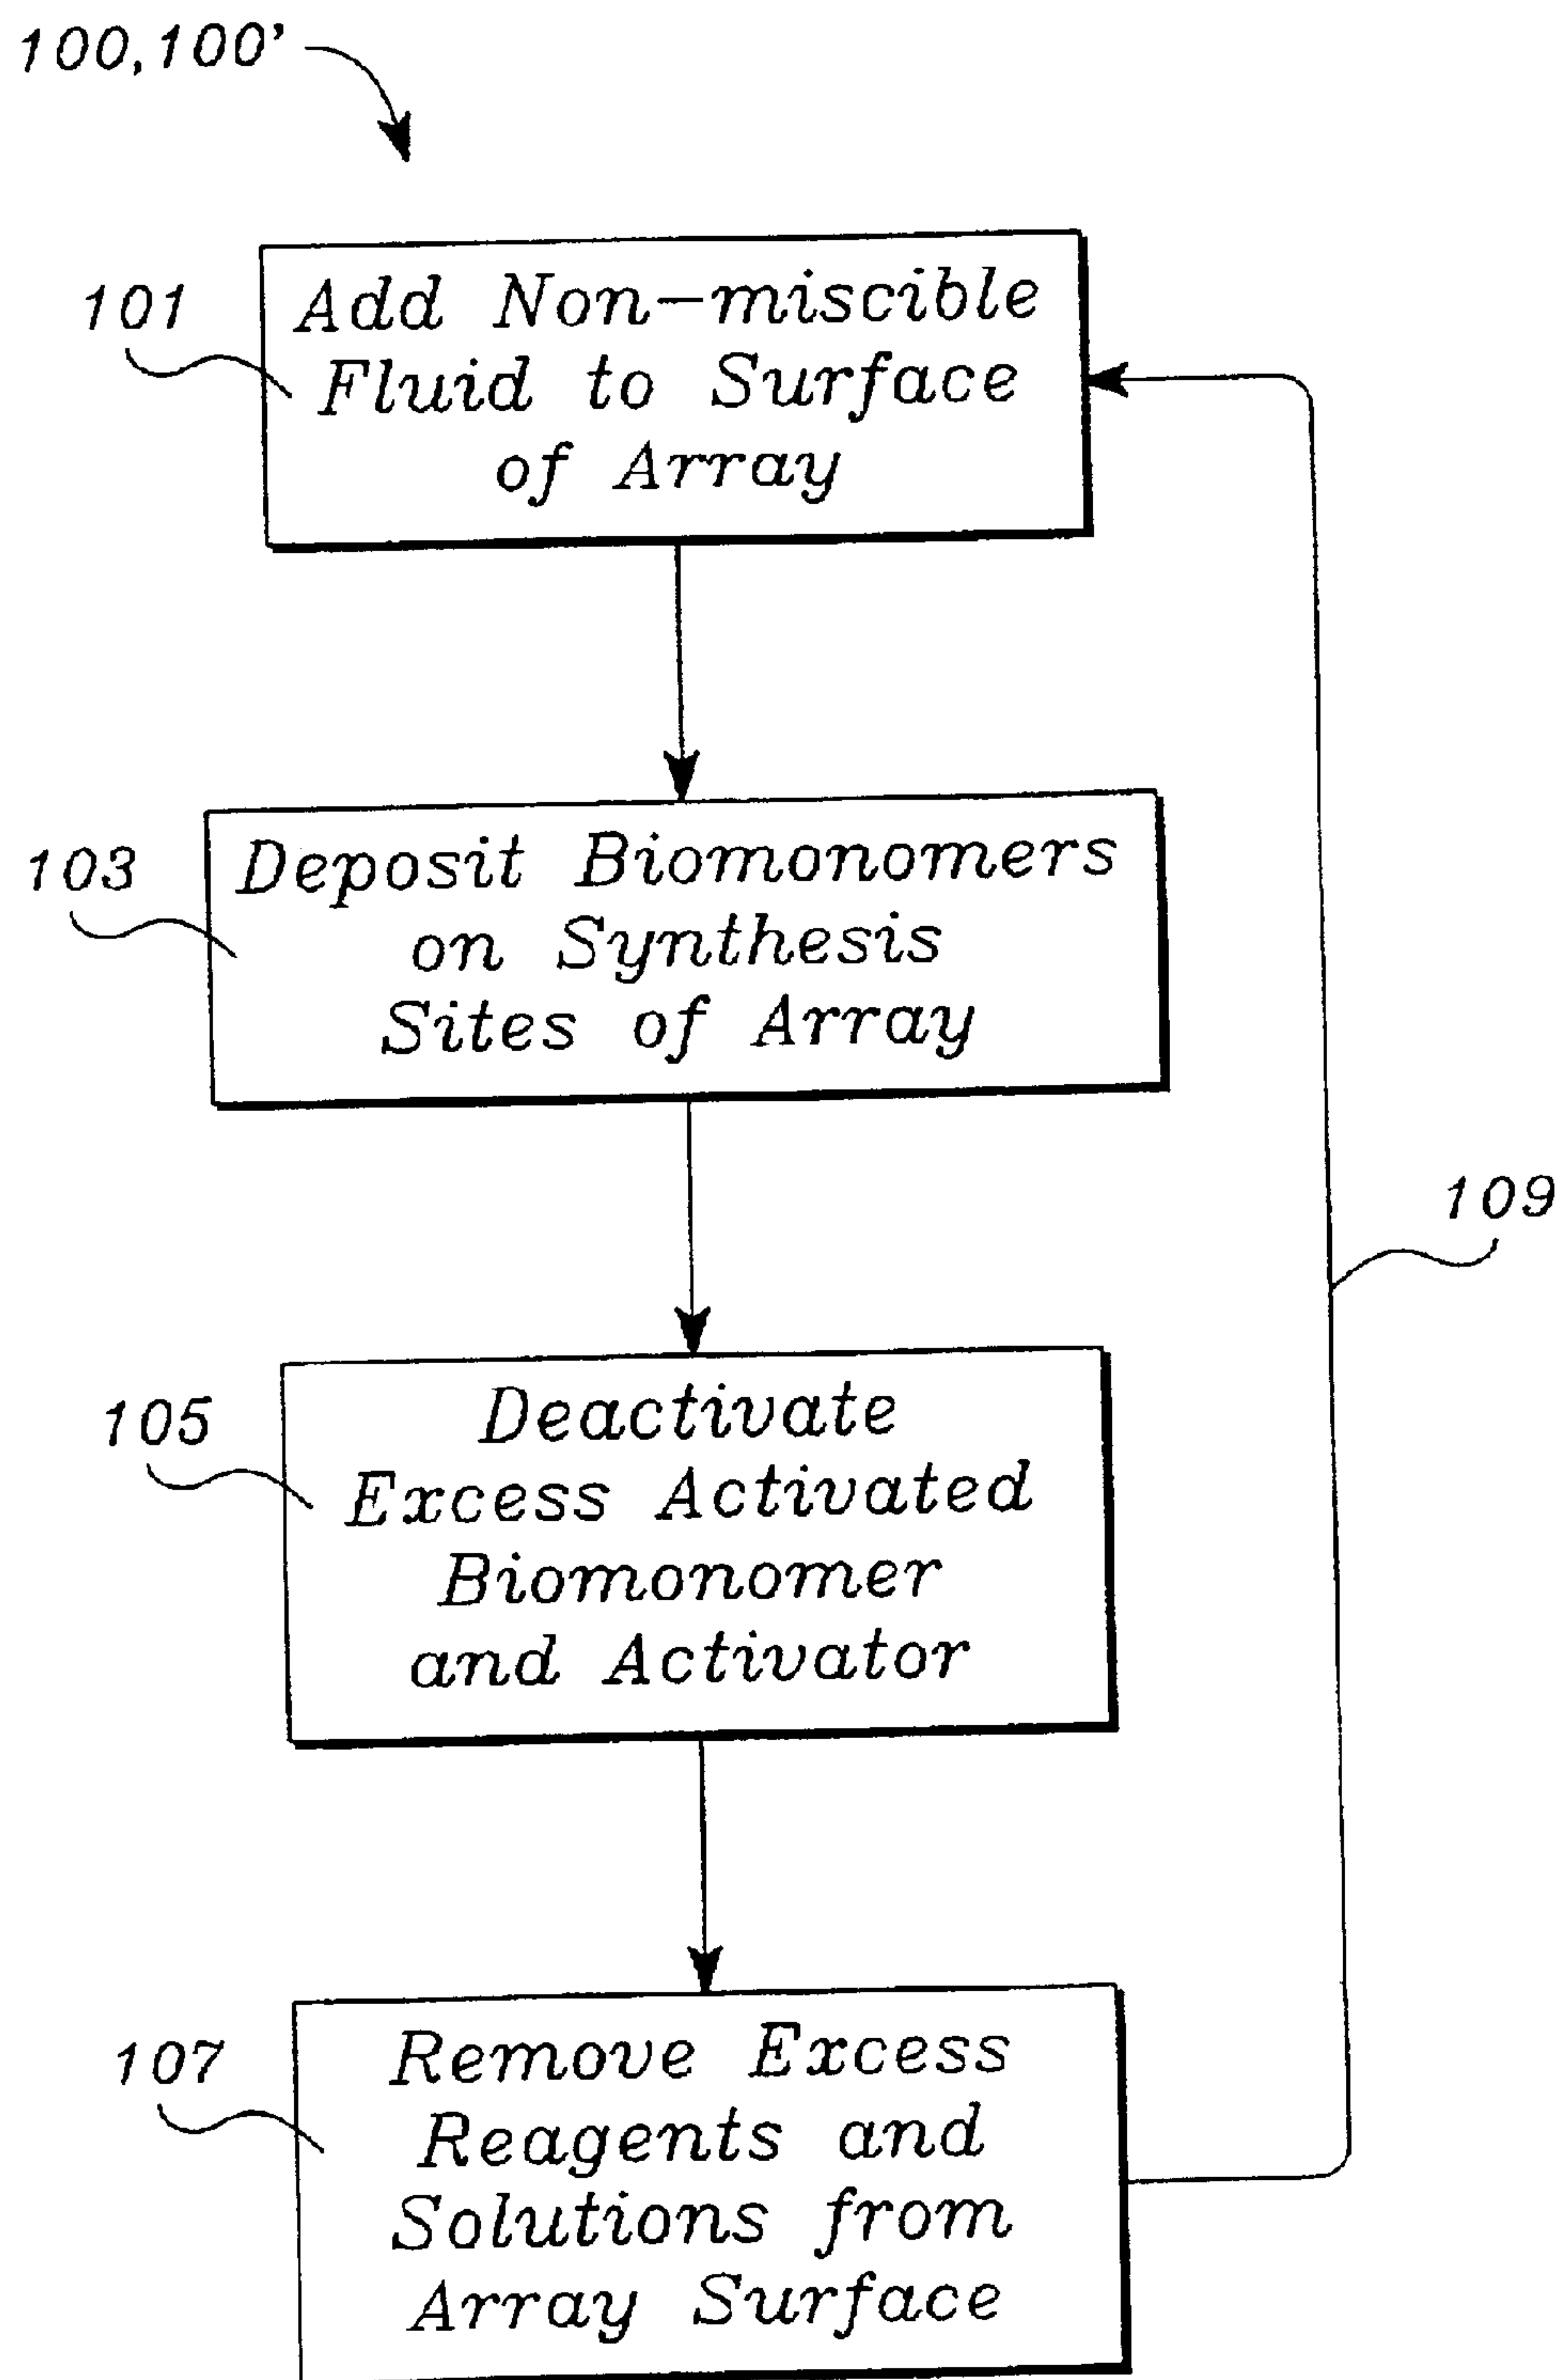 100,100'
101
Add Non-miscible
Fluid to Surface
of Array
103
Deposit Biomonomers
on Synthesis
Sites of Array
109
105
Deactivate
Excess Activated
Biomonomer
and Activator
107
Remove Excess
Reagents and
Solutions from
Array Surface